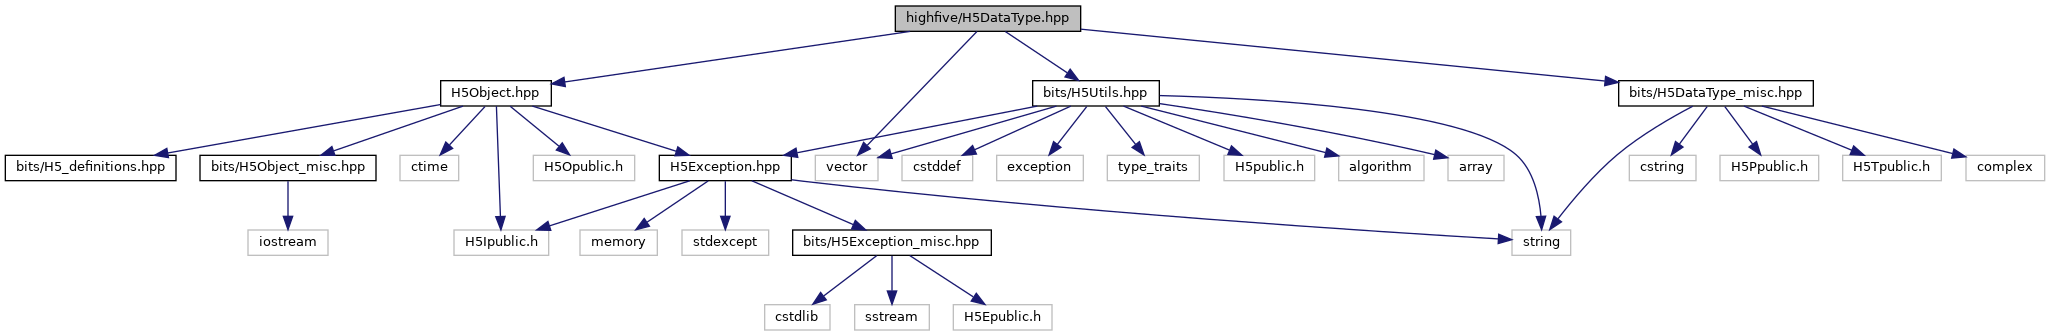 highfive/H5DataType.hpp
H5Object.hpp
bits/H5Utils.hpp
bits/H5DataType_misc.hpp
bits/H5_definitions.hpp
bits/H5Object_misc.hpp
ctime
H5Opublic.h
H5Exception.hpp
vector
cstddef
exception
type_traits
H5public.h
algorithm
array
cstring
H5Ppublic.h
H5Tpublic.h
complex
iostream
H5Ipublic.h
memory
stdexcept
bits/H5Exception_misc.hpp
string
cstdlib
sstream
H5Epublic.h